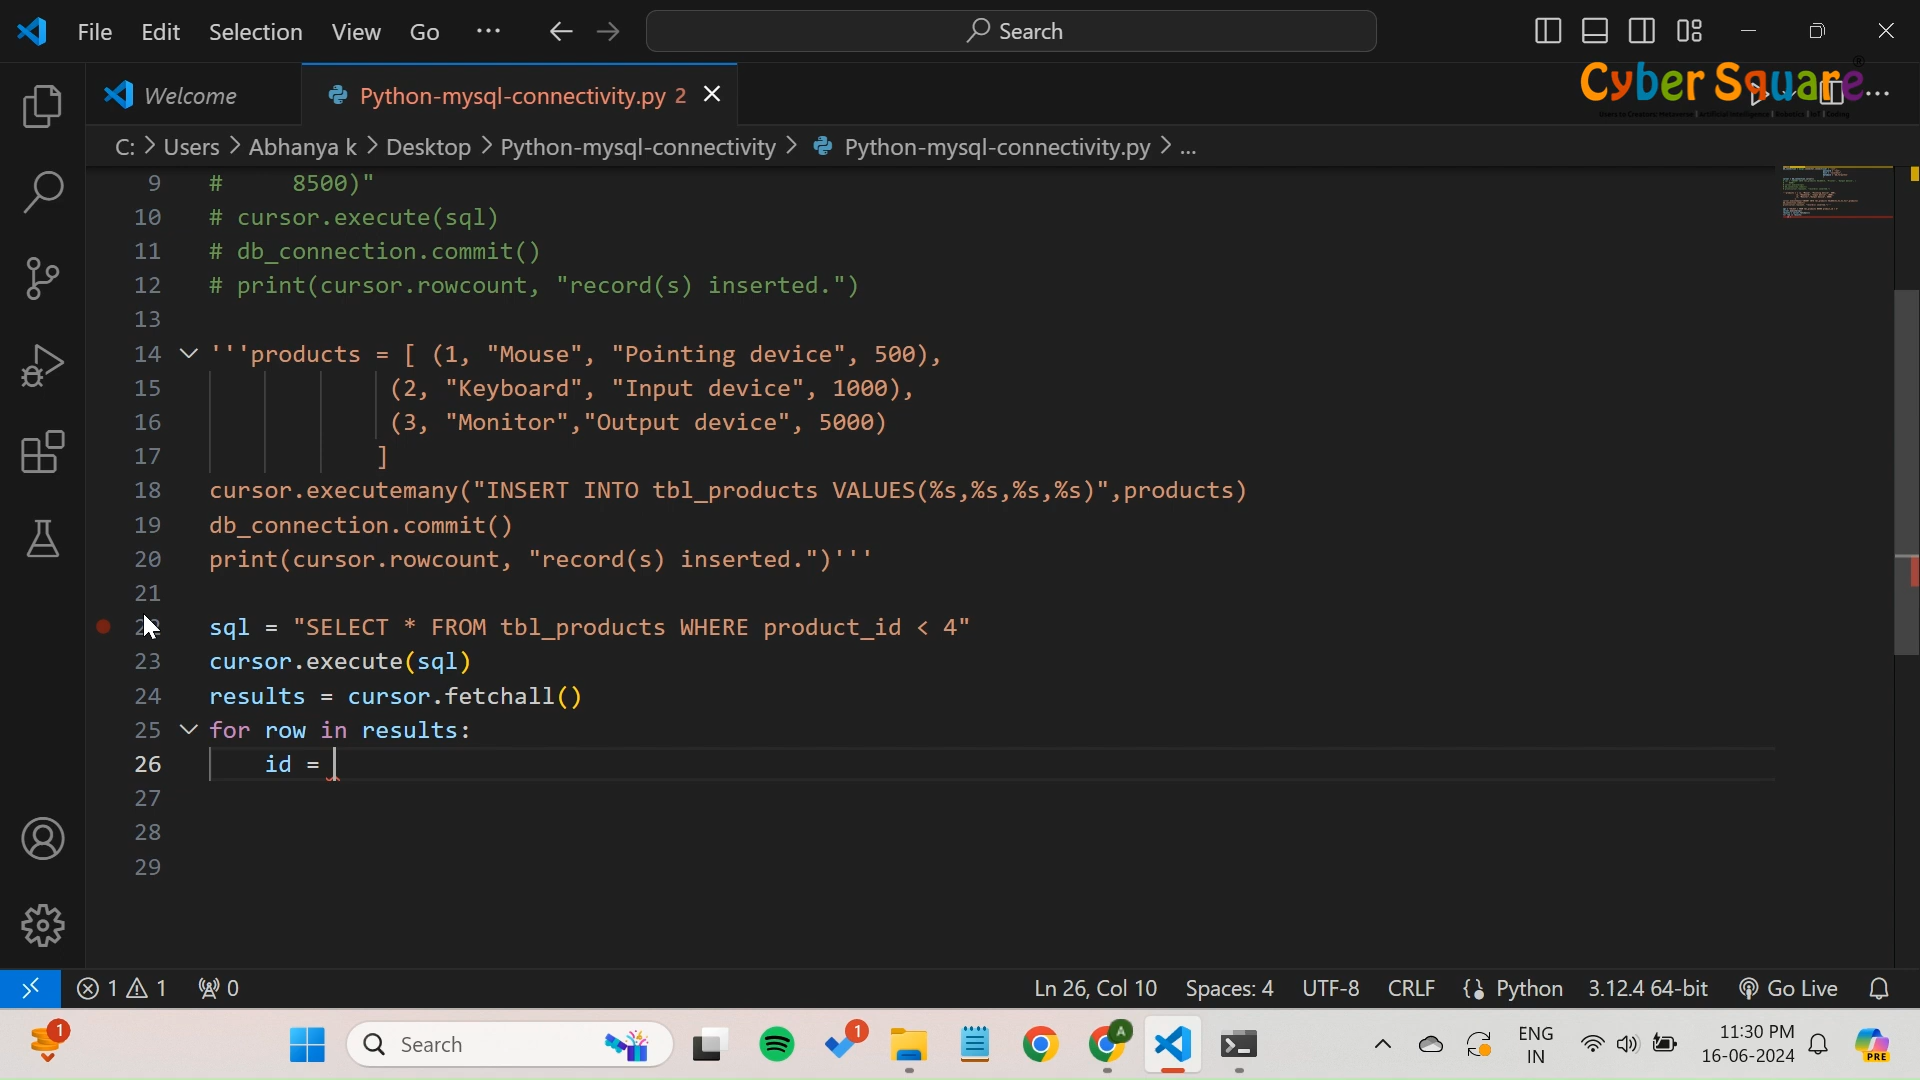 File Edit Selection View Go ... Search
Cyber Square
Welcome Python-mysql-connectivity.py 2
C: > Users > Abhanya k > Desktop > Python-mysql-connectivity > Python-mysql-connectivity.py > ...
9 # 8500)"
10 # cursor.execute(sql)
11 # db_connection.commit()
12 # print(cursor.rowcount, "record(s) inserted.")
13
14 '''products = [ (1, "Mouse", "Pointing device", 500),
15 (2, "Keyboard", "Input device", 1000),
16 (3, "Monitor","Output device", 5000)
17 ]
18 cursor.executemany("INSERT INTO tbl_products VALUES(%s,%s,%s,%s)",products)
19 db_connection.commit()
20 print(cursor.rowcount, "record(s) inserted.")'''
21
22 sql = "SELECT * FROM tbl_products WHERE product_id < 4"
23 cursor.execute(sql)
24 results = cursor.fetchall()
25 for row in results:
26 id =
27
28
29
1 1 0 Ln 26, Col 10 Spaces: 4 UTF-8 CRLF {} Python 3.12.4 64-bit Go Live
1 Search 1 A ENG IN 11:30 PM 16-06-2024 PRE